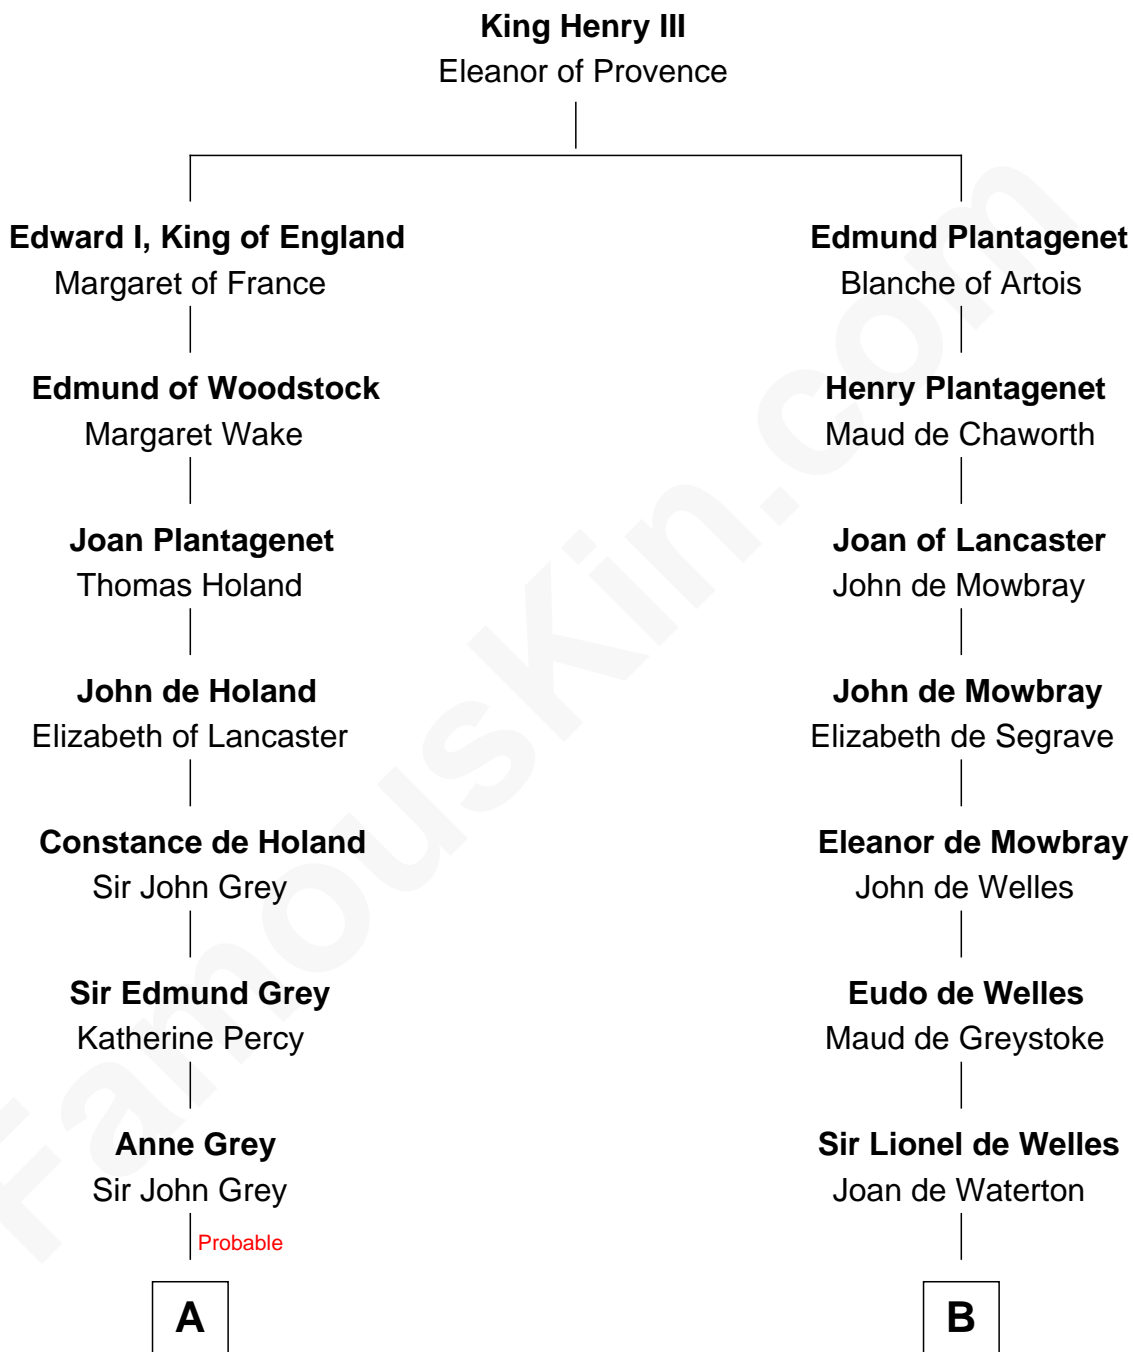 King Henry III
Eleanor of Provence
Edward I, King of England
Margaret of France
Edmund Plantagenet
Blanche of Artois
Edmund of Woodstock
Margaret Wake
Henry Plantagenet
Maud de Chaworth
Joan Plantagenet
Thomas Holand
Joan of Lancaster
John de Mowbray
John de Holand
Elizabeth of Lancaster
John de Mowbray
Elizabeth de Segrave
Constance de Holand
Sir John Grey
Eleanor de Mowbray
John de Welles
Sir Edmund Grey
Katherine Percy
Eudo de Welles
Maud de Greystoke
Anne Grey
Sir John Grey
Sir Lionel de Welles
Joan de Waterton
Probable
A
B
FamousKin.com